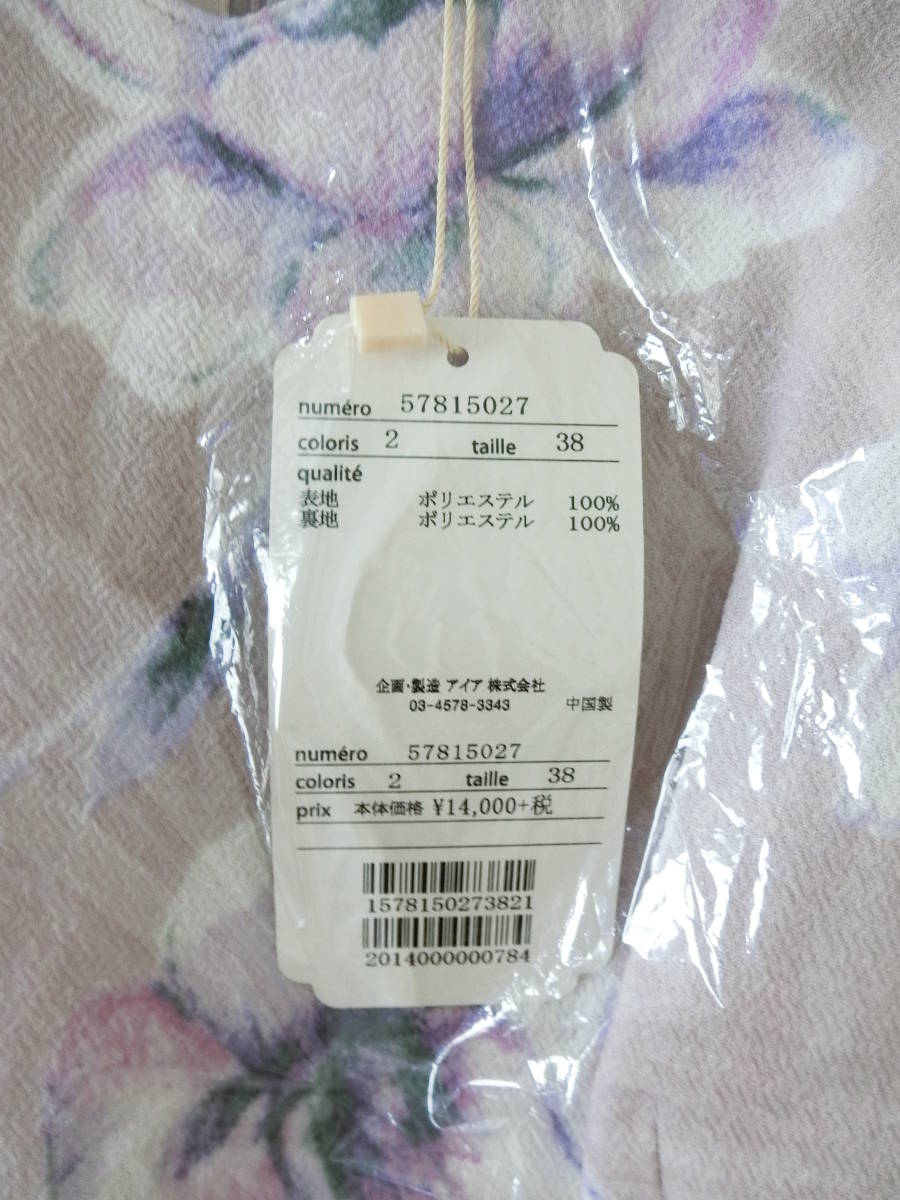 numéro 57815027
coloris 2 taille 38
qualité
表地 ポリエステル 100%
裏地 ポリエステル 100%
企画・製造 アイア 株式会社
03-4578-3343 中国製
numéro 57815027
coloris 2 taille 38
prix 本体価格 ¥14,000+税
1578150273821
2014000000784